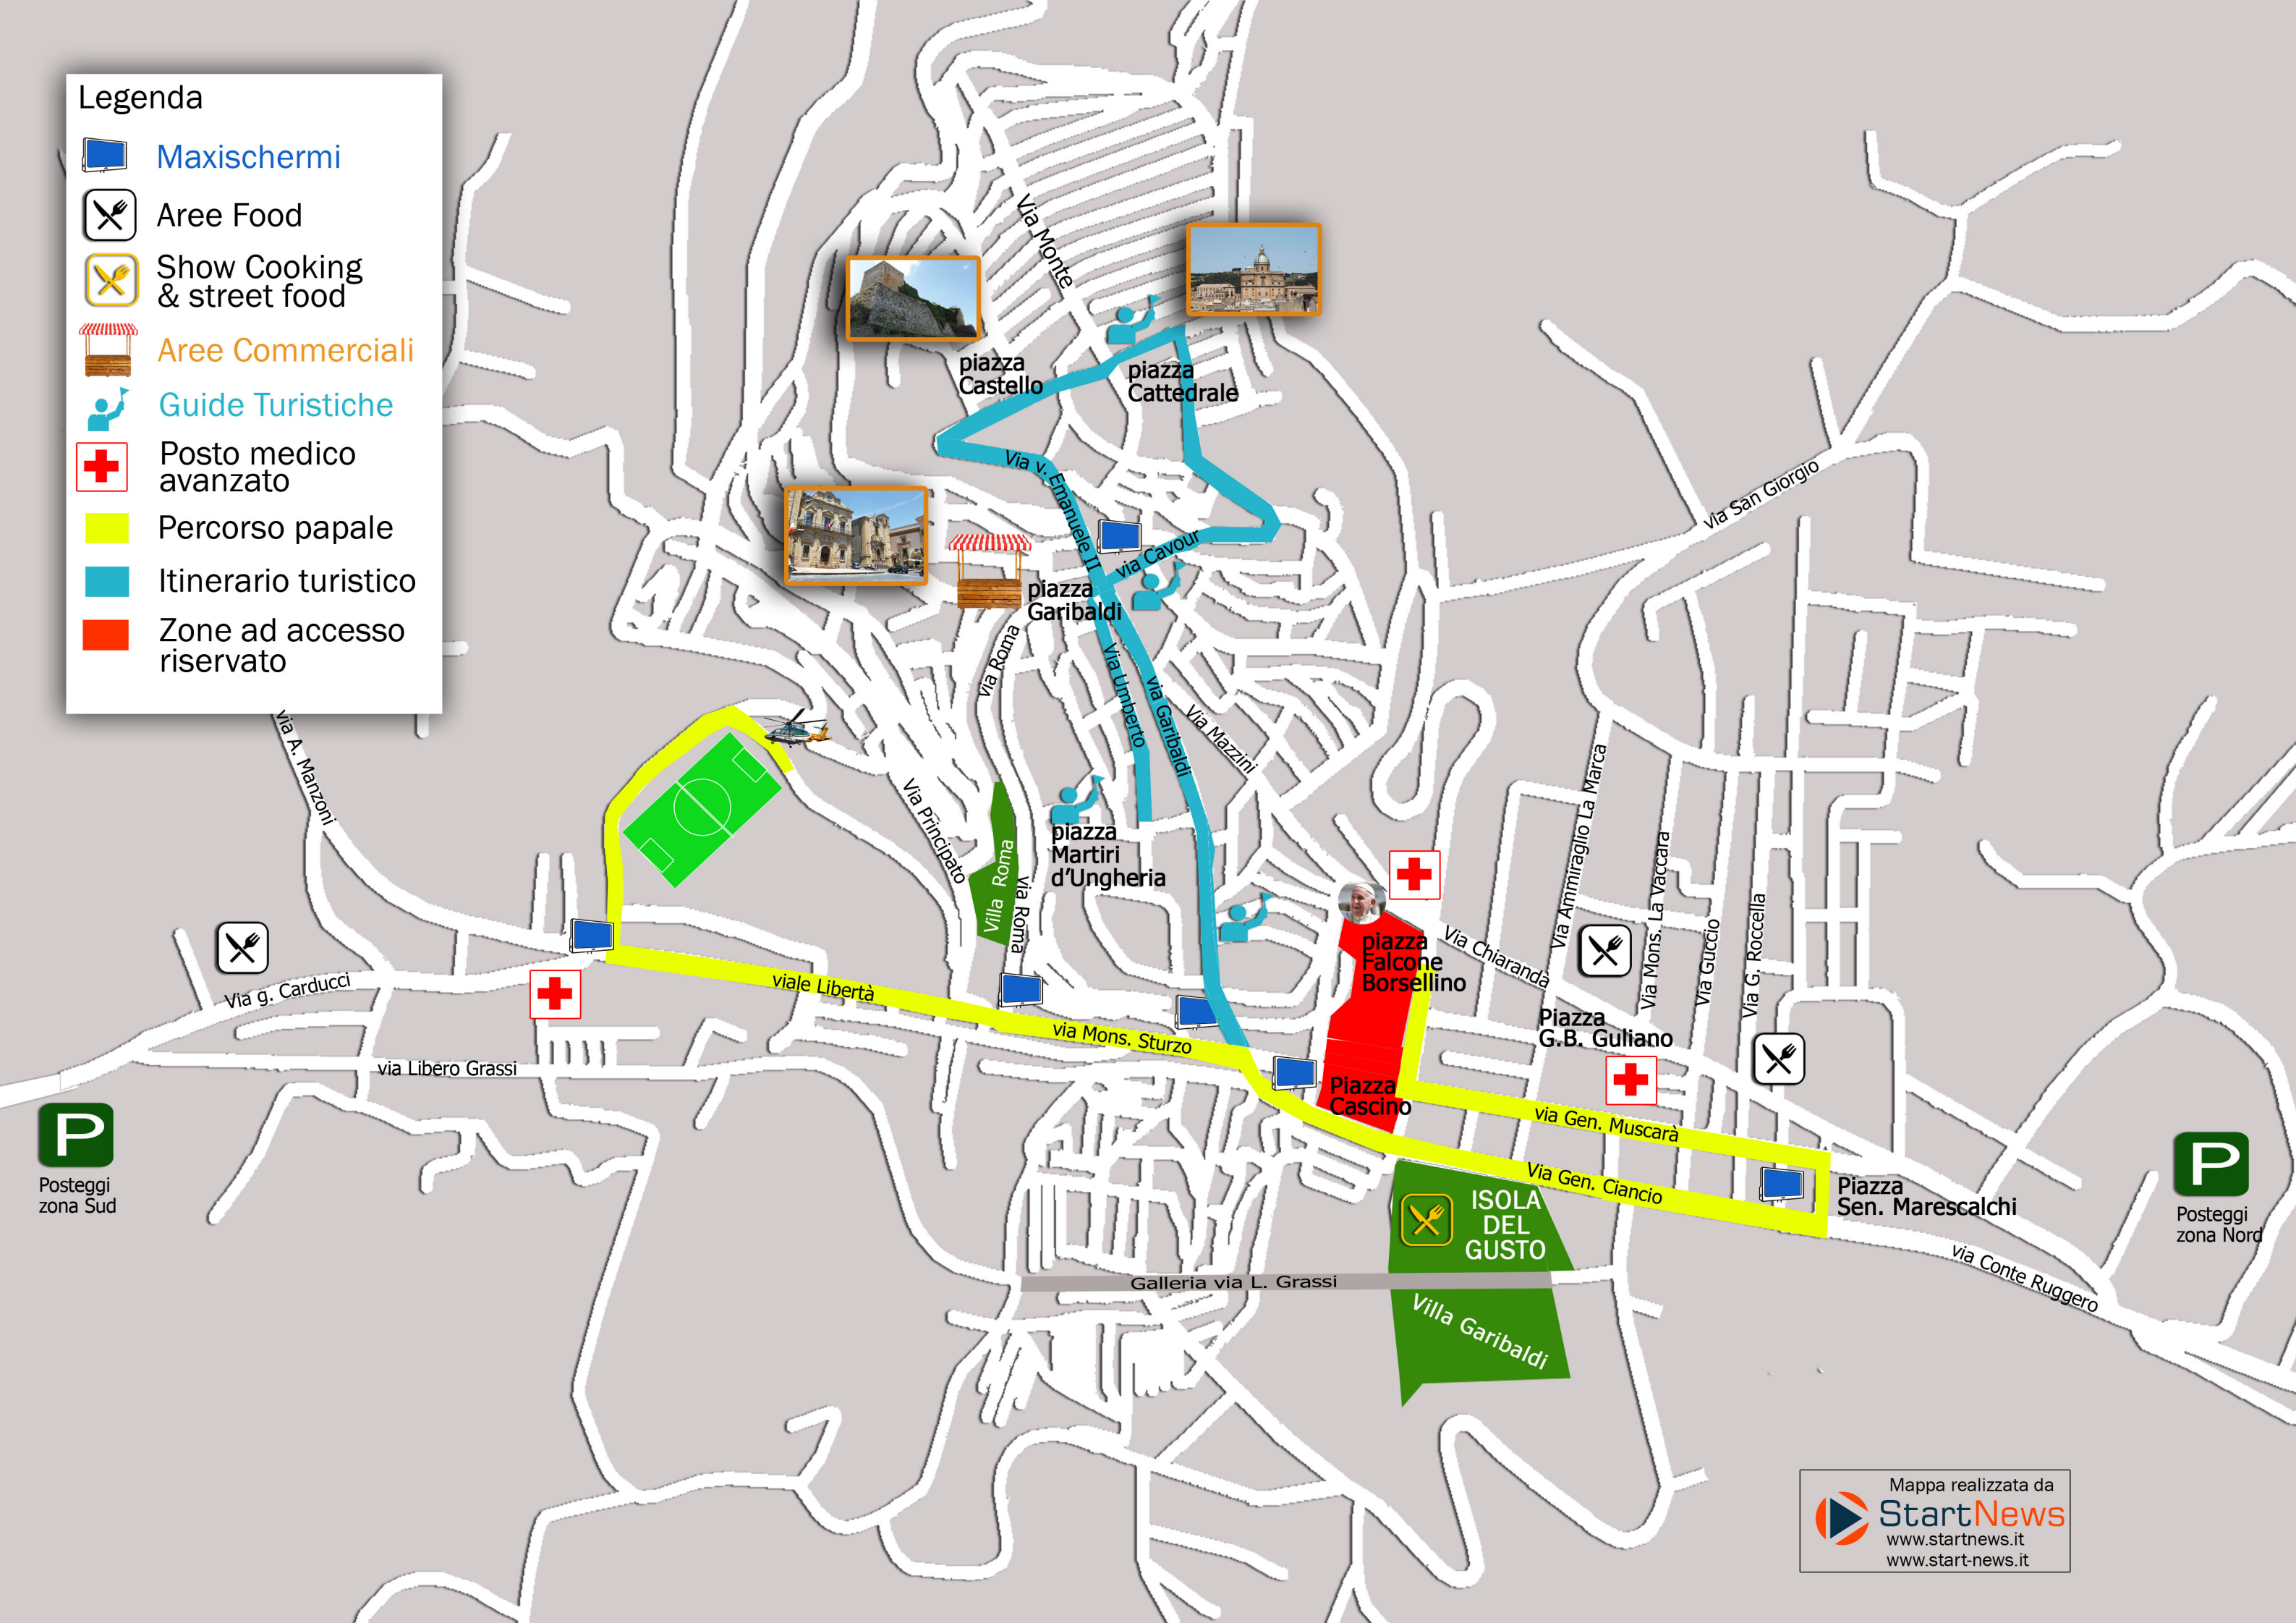 Legenda
Maxischermi
Aree Food
Show Cooking
& street food
Aree Commerciali
Guide Turistiche
Posto medico
avanzato
Percorso papale
Itinerario turistico
Zone ad accesso
riservato
Via Monte
piazza
Castello
piazza
Cattedrale
Via v. Emanuele II
via Cavour
piazza
Garibaldi
via Roma
Via Umberto
via Garibaldi
Via Mazzini
via San Giorgio
via A. Manzoni
Via Principato
Villa Roma
via Roma
piazza
Martiri
d'Ungheria
Via g. Carducci
viale Libertà
via Mons. Sturzo
via Libero Grassi
piazza
Falcone
Borsellino
Via Chiarandà
Via Ammiraglio La Marca
Via Mons. La Vaccara
Via Guccio
Via G. Roccella
Piazza
G.B. Guliano
Piazza
Cascino
via Gen. Muscarà
Via Gen. Ciancio
Piazza
Sen. Marescalchi
via Conte Ruggero
P
Posteggi
zona Sud
P
Posteggi
zona Nord
ISOLA
DEL
GUSTO
Galleria via L. Grassi
Villa Garibaldi
Mappa realizzata da
StartNews
www.startnews.it
www.start-news.it